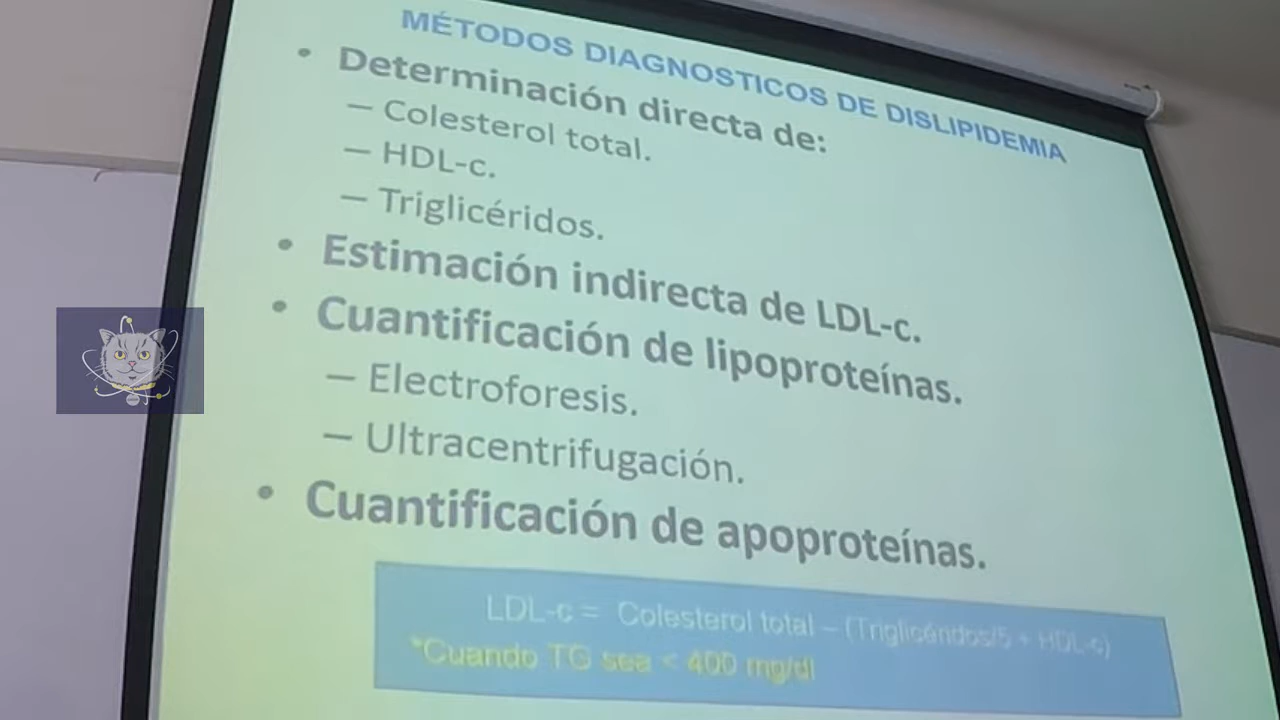 MÉTODOS DIAGNOSTICOS DE DISLIPIDEMIA
• Determinación directa de:
– Colesterol total.
– HDL-c.
– Triglicéridos.
• Estimación indirecta de LDL-c.
• Cuantificación de lipoproteínas.
– Electroforesis.
– Ultracentrifugación.
• Cuantificación de apoproteínas.
LDL-c = Colesterol total – (Triglicéridos/5 + HDL-c)
*Cuando TG sea < 400 mg/dl